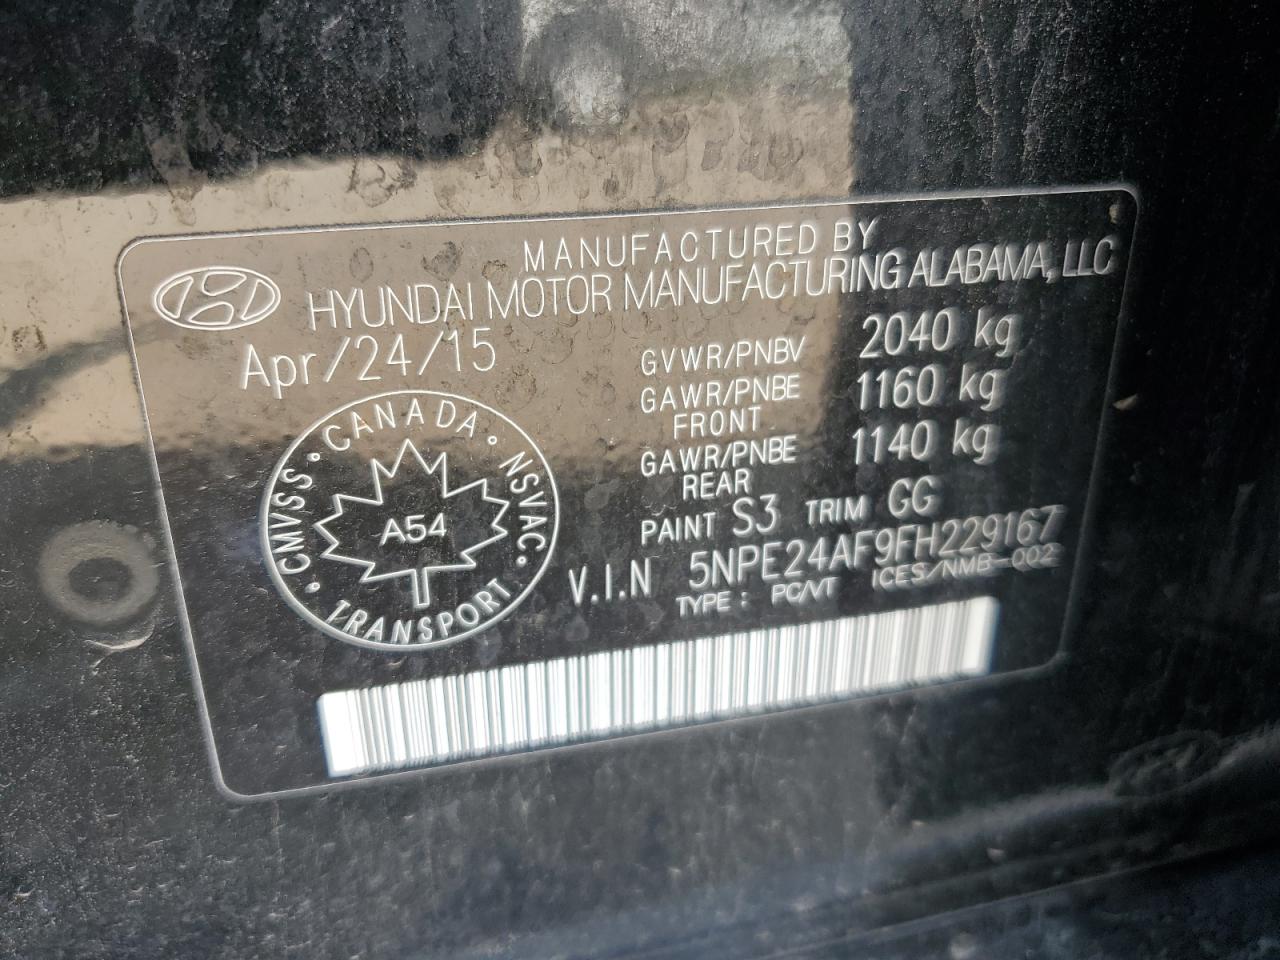 MANUFACTURED BY
HYUNDAI MOTOR MANUFACTURING ALABAMA, LLC
Apr/24/15
GVWR/PNBV 2040 kg
GAWR/PNBE FRONT 1160 kg
GAWR/PNBE REAR 1140 kg
PAINT S3 TRIM GG
V.I.N 5NPE24AF9FH229167
TYPE: PC/VT ICES/NMB-002
CMVSS • CANADA • NSVAC • TRANSPORT •
A54